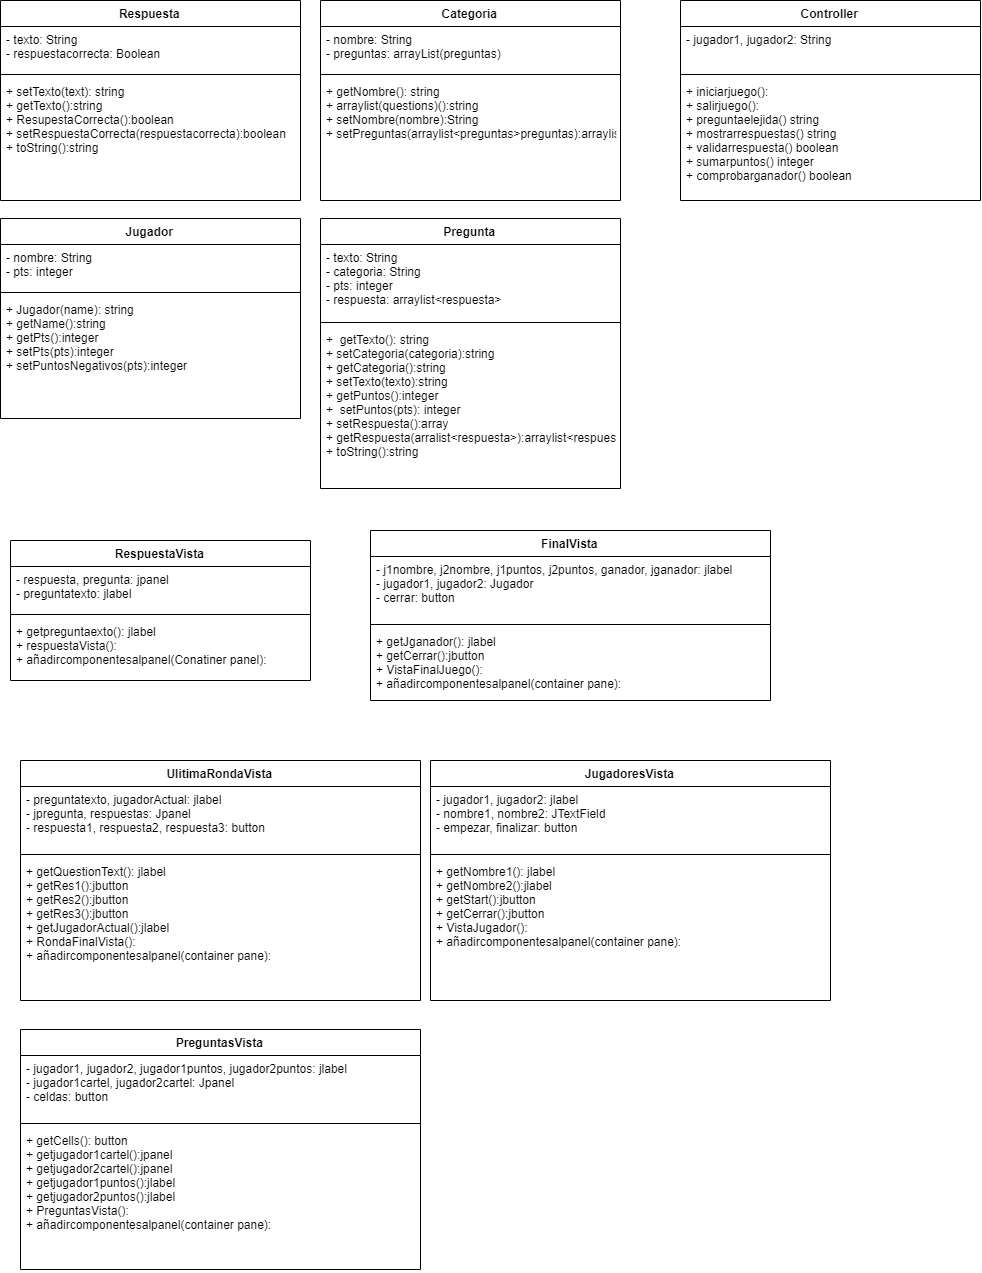 Respuesta
- texto: String
- respuestacorrecta: Boolean
+ setTexto(text): string
+ getTexto():string
+ ResupestaCorrecta():boolean
+ setRespuestaCorrecta(respuestacorrecta):boolean
+ toString():string
Categoria
- nombre: String
- preguntas: arrayList(preguntas)
+ getNombre(): string
+ arraylist(questions)():string
+ setNombre(nombre):String
+ setPreguntas(arraylist<preguntas>preguntas):arraylis
Controller
- jugador1, jugador2: String
+ iniciarjuego():
+ salirjuego():
+ preguntaelejida() string
+ mostrarrespuestas() string
+ validarrespuesta() boolean
+ sumarpuntos() integer
+ comprobarganador() boolean
Jugador
- nombre: String
- pts: integer
+ Jugador(name): string
+ getName():string
+ getPts():integer
+ setPts(pts):integer
+ setPuntosNegativos(pts):integer
Pregunta
- texto: String
- categoria: String
- pts: integer
- respuesta: arraylist<respuesta>
+ getTexto(): string
+ setCategoria(categoria):string
+ getCategoria():string
+ setTexto(texto):string
+ getPuntos():integer
+ setPuntos(pts): integer
+ setRespuesta():array
+ getRespuesta(arralist<respuesta>):arraylist<respues
+ toString():string
RespuestaVista
- respuesta, pregunta: jpanel
- preguntatexto: jlabel
+ getpreguntaexto(): jlabel
+ respuestaVista():
+ añadircomponentesalpanel(Conatiner panel):
FinalVista
- j1nombre, j2nombre, j1puntos, j2puntos, ganador, jganador: jlabel
- jugador1, jugador2: Jugador
- cerrar: button
+ getJganador(): jlabel
+ getCerrar():jbutton
+ VistaFinalJuego():
+ añadircomponentesalpanel(container pane):
UlitimaRondaVista
- preguntatexto, jugadorActual: jlabel
- jpregunta, respuestas: Jpanel
- respuesta1, respuesta2, respuesta3: button
+ getQuestionText(): jlabel
+ getRes1():jbutton
+ getRes2():jbutton
+ getRes3():jbutton
+ getJugadorActual():jlabel
+ RondaFinalVista():
+ añadircomponentesalpanel(container pane):
JugadoresVista
- jugador1, jugador2: jlabel
- nombre1, nombre2: JTextField
- empezar, finalizar: button
+ getNombre1(): jlabel
+ getNombre2():jlabel
+ getStart():jbutton
+ getCerrar():jbutton
+ VistaJugador():
+ añadircomponentesalpanel(container pane):
PreguntasVista
- jugador1, jugador2, jugador1puntos, jugador2puntos: jlabel
- jugador1cartel, jugador2cartel: Jpanel
- celdas: button
+ getCells(): button
+ getjugador1cartel():jpanel
+ getjugador2cartel():jpanel
+ getjugador1puntos():jlabel
+ getjugador2puntos():jlabel
+ PreguntasVista():
+ añadircomponentesalpanel(container pane):